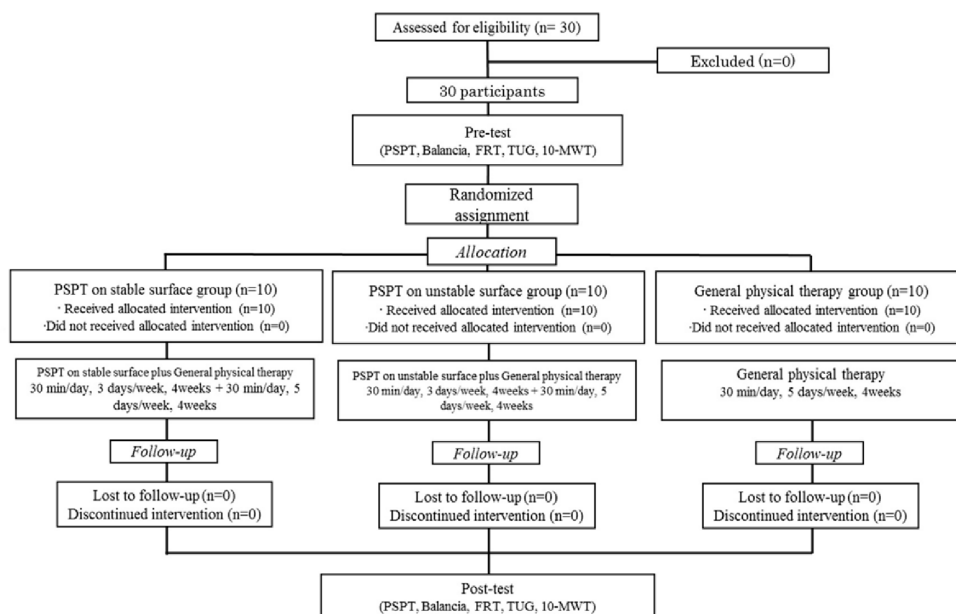 Assessed for eligibility (n= 30)
Excluded (n=0)
30 participants
Pre-test
(PSPT, Balancia, FRT, TUG, 10-MWT)
Randomized
assignment
Allocation
PSPT on stable surface group (n=10)
· Received allocated intervention (n=10)
·Did not received allocated intervention (n=0)
PSPT on unstable surface group (n=10)
· Received allocated intervention (n=10)
·Did not received allocated intervention (n=0)
General physical therapy group (n=10)
· Received allocated intervention (n=10)
·Did not received allocated intervention (n=0)
PSPT on stable surface plus General physical therapy
30 min/day, 3 days/week, 4weeks + 30 min/day, 5
days/week, 4weeks
PSPT on unstable surface plus General physical therapy
30 min/day, 3 days/week, 4weeks + 30 min/day, 5
days/week, 4weeks
General physical therapy
30 min/day, 5 days/week, 4weeks
Follow-up
Follow-up
Follow-up
Lost to follow-up (n=0)
Discontinued intervention (n=0)
Lost to follow-up (n=0)
Discontinued intervention (n=0)
Lost to follow-up (n=0)
Discontinued intervention (n=0)
Post-test
(PSPT, Balancia, FRT, TUG, 10-MWT)